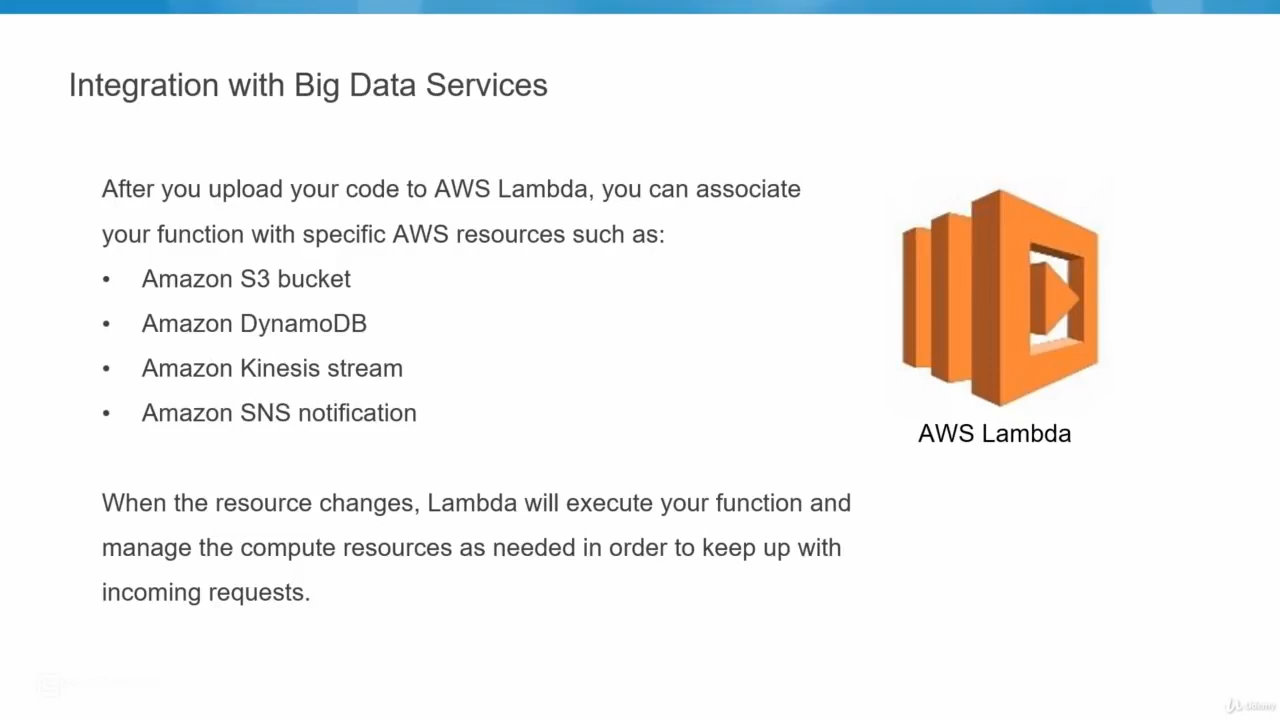 Integration with Big Data Services
After you upload your code to AWS Lambda, you can associate
your function with specific AWS resources such as:
• Amazon S3 bucket
• Amazon DynamoDB
• Amazon Kinesis stream
• Amazon SNS notification
AWS Lambda
When the resource changes, Lambda will execute your function and
manage the compute resources as needed in order to keep up with
incoming requests.
Udemy